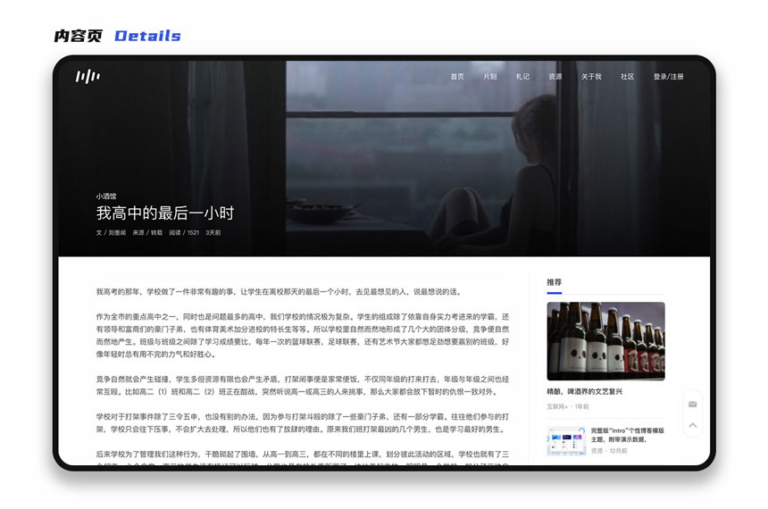 内容页 Details
首页 片刻 札记 资源 关于我 社区 登录/注册
小酒馆
我高中的最后一小时
文 / 刘墨闻 来源 / 转载 阅读 / 1521 3天前
我高考的那年，学校做了一件非常有趣的事，让学生在离校那天的最后一个小时，去见最想见的人，说最想说的话。
作为全市的重点高中之一，同时也是问题最多的高中，我们学校的情况极为复杂。学生的组成除了依靠自身实力考进来的学霸，还
有领导和富商们的豪门子弟，也有体育美术加分进校的特长生等等。所以学校里自然而然地形成了几个大的团体分级，竞争便自然
而然地产生。班级与班级之间除了学习成绩要比，每年一次的篮球联赛，足球联赛，还有艺术节大家都憋足劲想要赢别的班级，好
像年轻时总有用不完的力气和好胜心。
竞争自然就会产生碰撞，学生多但资源有限也会产生矛盾，打架闹事便是家常便饭，不仅同年级的打来打去，年级与年级之间也经
常互殴。比如高二（1）班和高二（2）班正在酣战，突然听说高一或高三的人来挑事，那么大家都会放下暂时的仇恨一致对外。
学校对于打架事件除了三令五申，也没有别的办法，因为参与打架斗殴的除了一些豪门子弟，还有一部分学霸。往往他们参与的打
架，学校只会往下压事，不会扩大去处理，所以他们也有了放肆的理由。原来我们班打架最凶的几个男生，也是学习最好的男生。
后来学校为了管理我们这种行为，干脆锁起了围墙，从高一到高三，都在不同的楼里上课，划分彼此活动的区域，学校也就有了三
推荐
精酿，啤酒界的文艺复兴
互联网+ · 1年前
完整版“Intro”个性博客模版
主题，附带演示数据。
资源 · 12月前